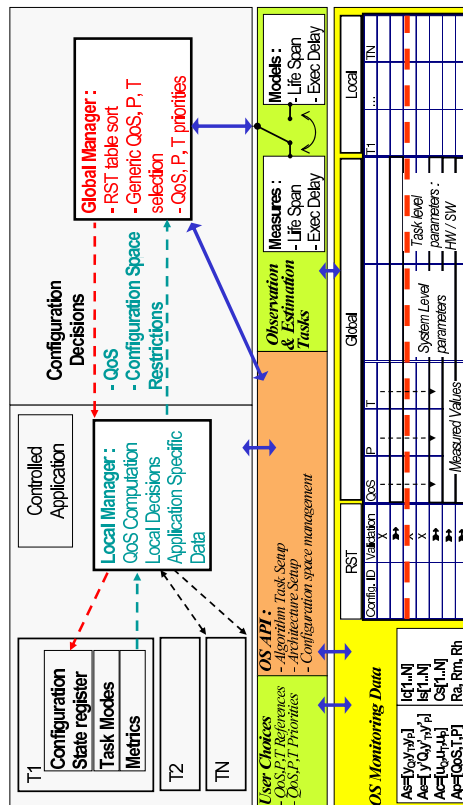 T1
Configuration
State register
Task Modes
Metrics
T2
TN
Controlled
Application
Local Manager :
QoS Computation
Local Decisions
Application Specific
Data
Configuration
Decisions
- QoS
- Configuration Space
Restrictions
Global Manager :
- RST table sort
- Generic QoS, P, T
selection
- QoS, P, T priorities
User Choices
- QoS,P,T References
- QoS,P,T Priorities
OS API :
- Algorithm Task Setup
- Architecture Setup
- Configuration space management
Observation
& Estimation
Tasks
Measures :
- Life Span
- Exec Delay
Models :
- Life Span
- Exec Delay
OS Monitoring Data
Ic[1..N]
Isi[1..N]
Cs[1..N]
Ra, Rm, Rh
Ap=[QoS,T,P]
RST
Global
Local
Config. ID
Validation
QoS
T1
...
TN
X
X
X
Measured Values
System Level
parameters
Task level
parameters :
HW / SW